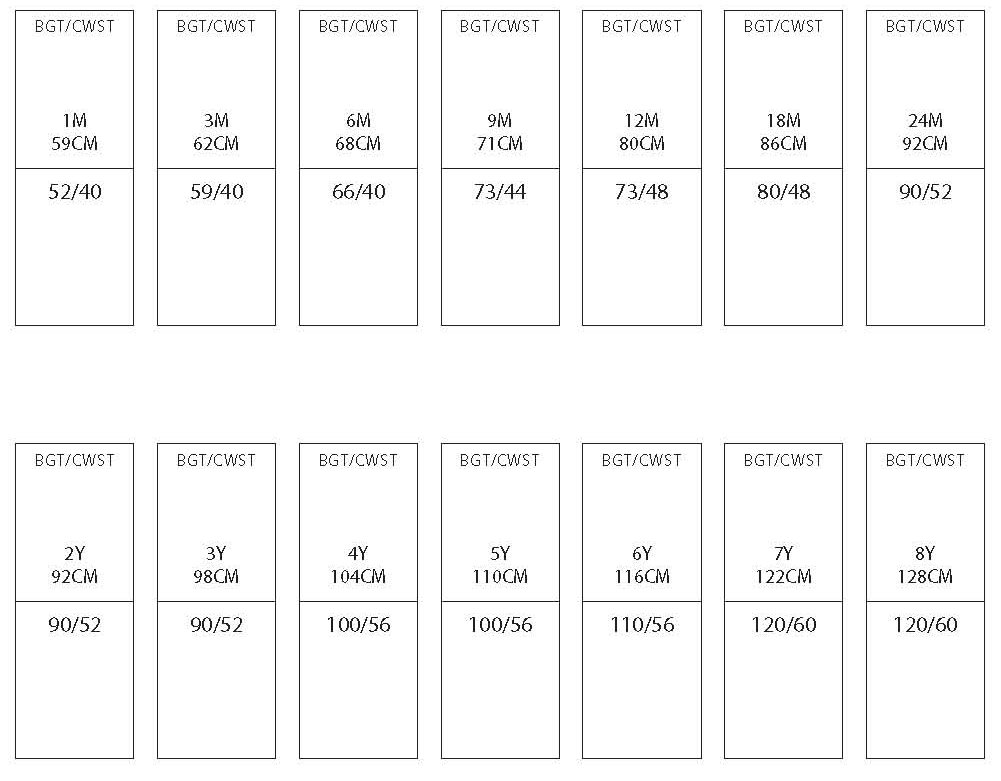 BGT/CWST
1M
59CM
52/40
BGT/CWST
3M
62CM
59/40
BGT/CWST
6M
68CM
66/40
BGT/CWST
9M
71CM
73/44
BGT/CWST
12M
80CM
73/48
BGT/CWST
18M
86CM
80/48
BGT/CWST
24M
92CM
90/52
BGT/CWST
2Y
92CM
90/52
BGT/CWST
3Y
98CM
90/52
BGT/CWST
4Y
104CM
100/56
BGT/CWST
5Y
110CM
100/56
BGT/CWST
6Y
116CM
110/56
BGT/CWST
7Y
122CM
120/60
BGT/CWST
8Y
128CM
120/60